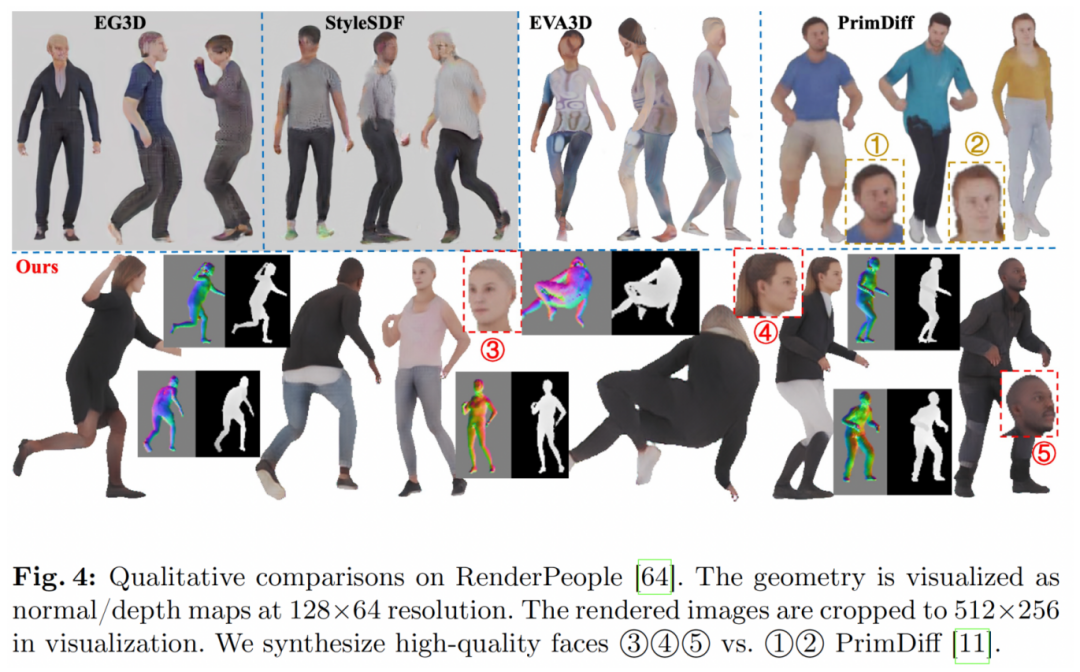 EG3D StyleSDF EVA3D PrimDiff
① ②
Ours
③ ④
⑤
Fig. 4: Qualitative comparisons on RenderPeople [64]. The geometry is visualized as
normal/depth maps at 128×64 resolution. The rendered images are cropped to 512×256
in visualization. We synthesize high-quality faces ③④⑤ vs. ①② PrimDiff [11].